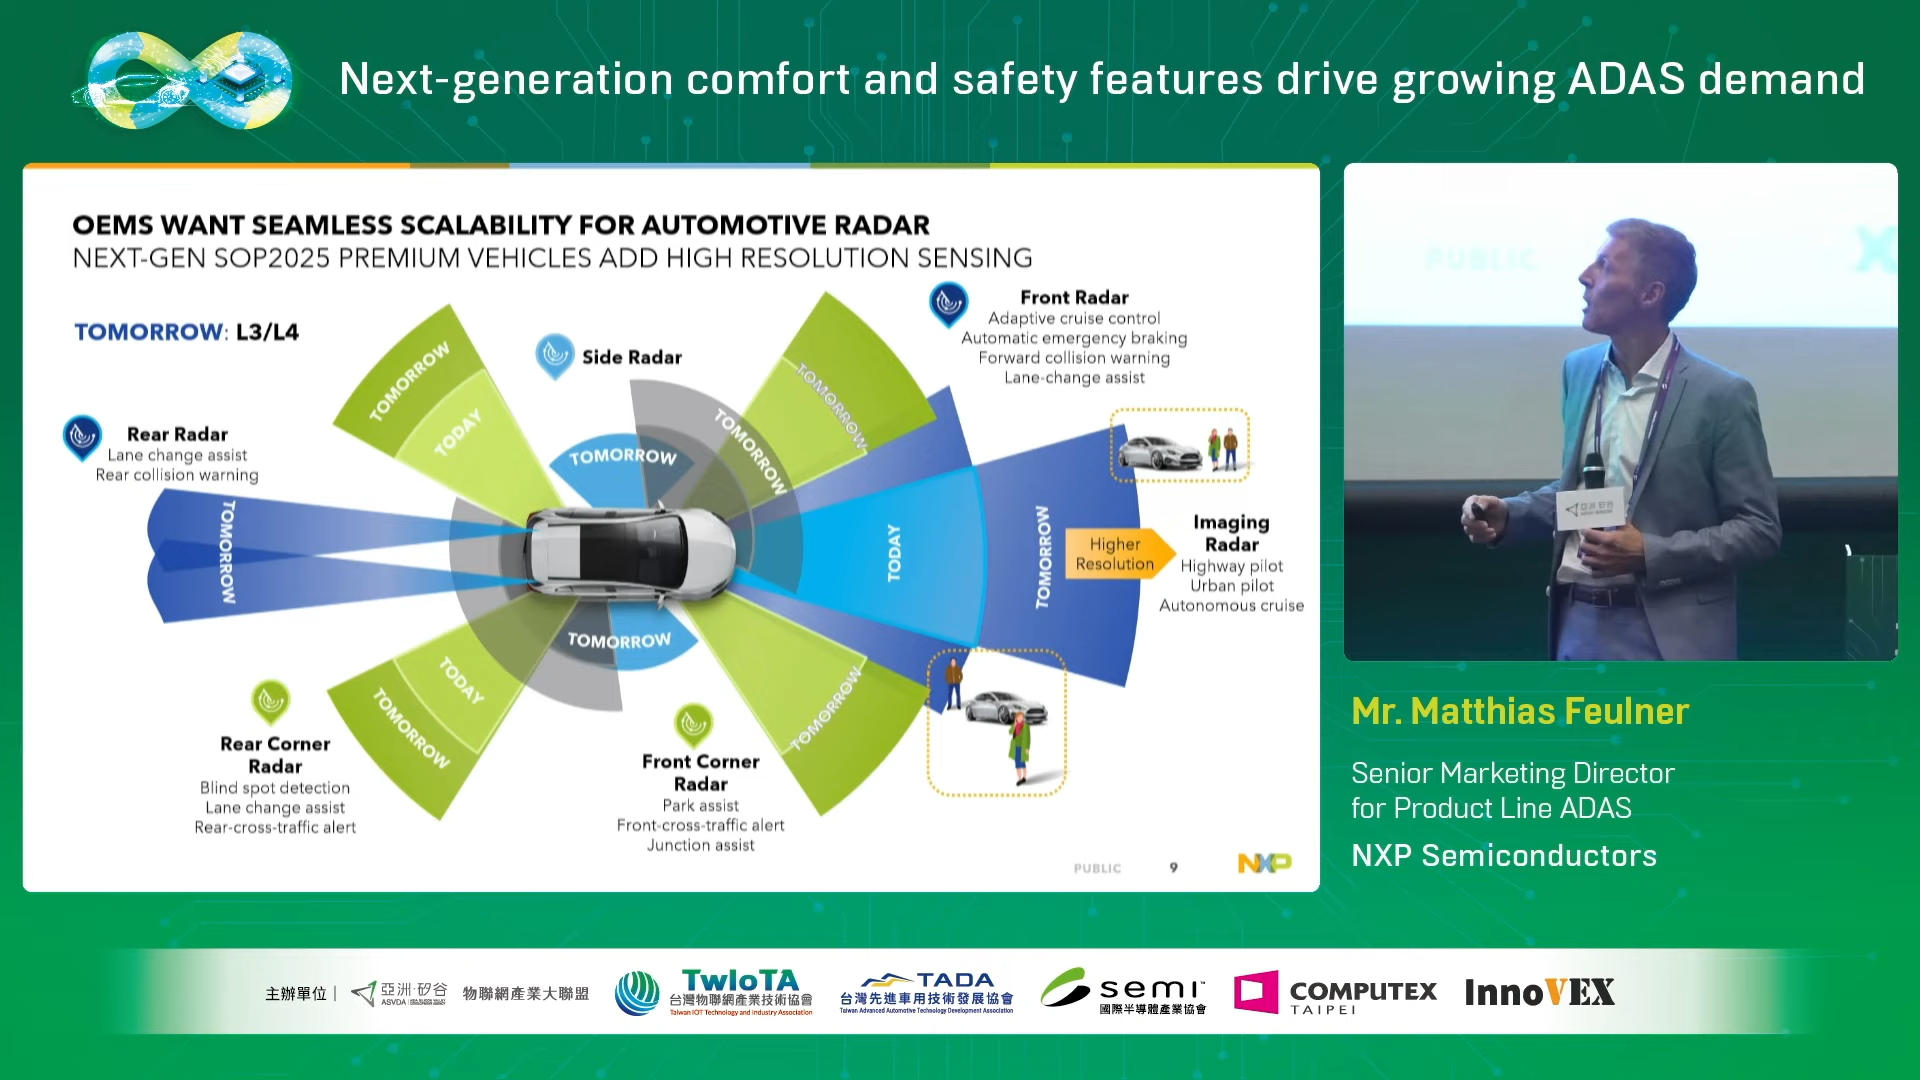 Next-generation comfort and safety features drive growing ADAS demand
OEMS WANT SEAMLESS SCALABILITY FOR AUTOMOTIVE RADAR
NEXT-GEN SOP2025 PREMIUM VEHICLES ADD HIGH RESOLUTION SENSING
TOMORROW: L3/L4
Side Radar
Front Radar
Adaptive cruise control
Automatic emergency braking
Forward collision warning
Lane-change assist
Rear Radar
Lane change assist
Rear collision warning
TOMORROW
TODAY
TOMORROW
TOMORROW
TOMORROW
TOMORROW
TODAY
TOMORROW
Higher
Resolution
Imaging
Radar
Highway pilot
Urban pilot
Autonomous cruise
TOMORROW
TODAY
TOMORROW
TOMORROW
Rear Corner
Radar
Blind spot detection
Lane change assist
Rear-cross-traffic alert
Front Corner
Radar
Park assist
Front-cross-traffic alert
Junction assist
PUBLIC
9
NXP
PUBLIC
X
亞洲·矽谷
Mr. Matthias Feulner
Senior Marketing Director
for Product Line ADAS
NXP Semiconductors
主辦單位 |
亞洲·矽谷
ASVDA
物聯網產業大聯盟
TwIoTA
台灣物聯網產業技術協會
Taiwan IOT Technology and Industry Association
TADA
台灣先進車用技術發展協會
Taiwan Advanced Automotive Technology Development Association
semi™
國際半導體產業協會
COMPUTEX
TAIPEI
InnoVEX